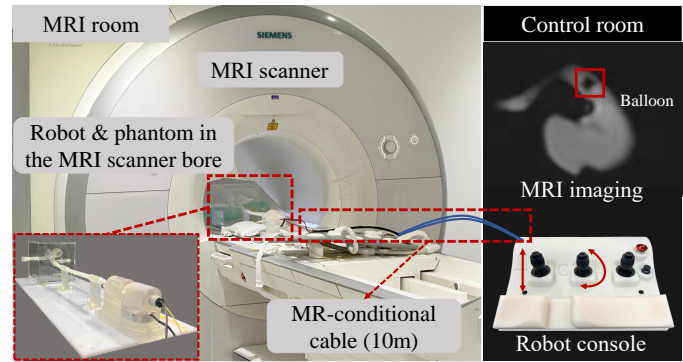 MRI room
SIEMENS
MRI scanner
Robot & phantom in
the MRI scanner bore
MR-conditional
cable (10m)
Control room
Balloon
MRI imaging
Robot console